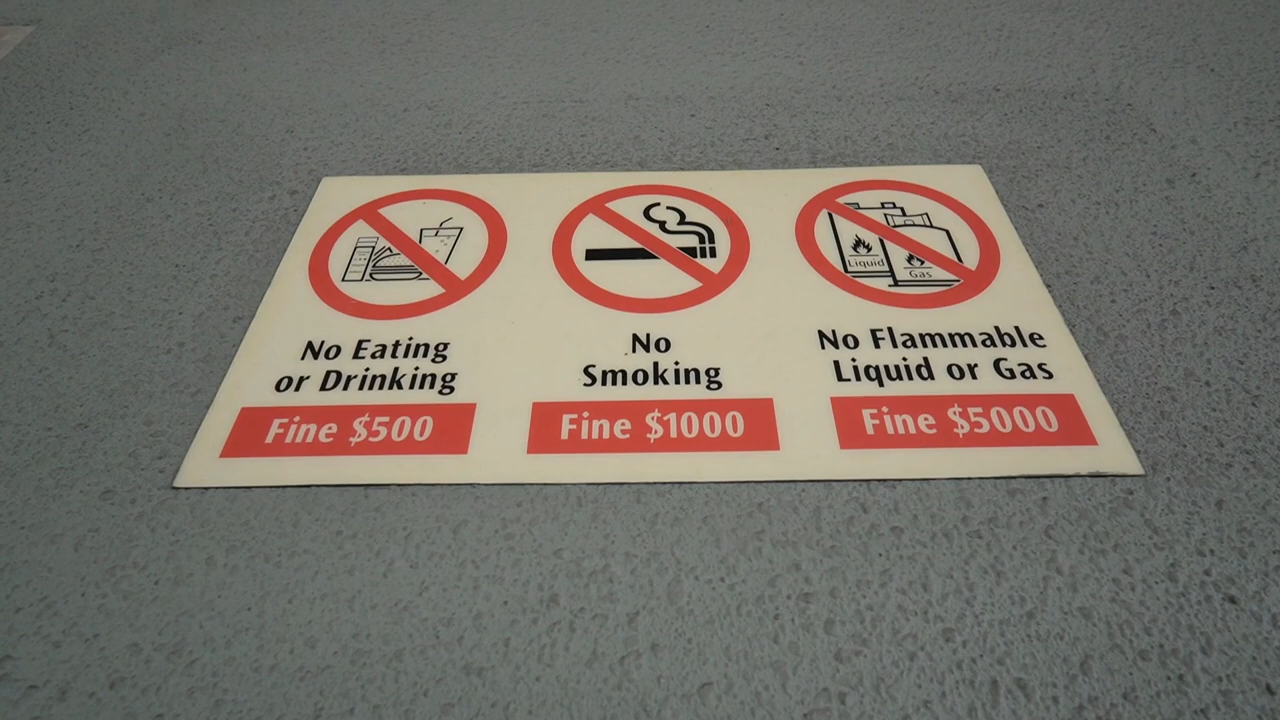 Liquid
Gas
No Eating
or Drinking
Fine $500
No
Smoking
Fine $1000
No Flammable
Liquid or Gas
Fine $5000